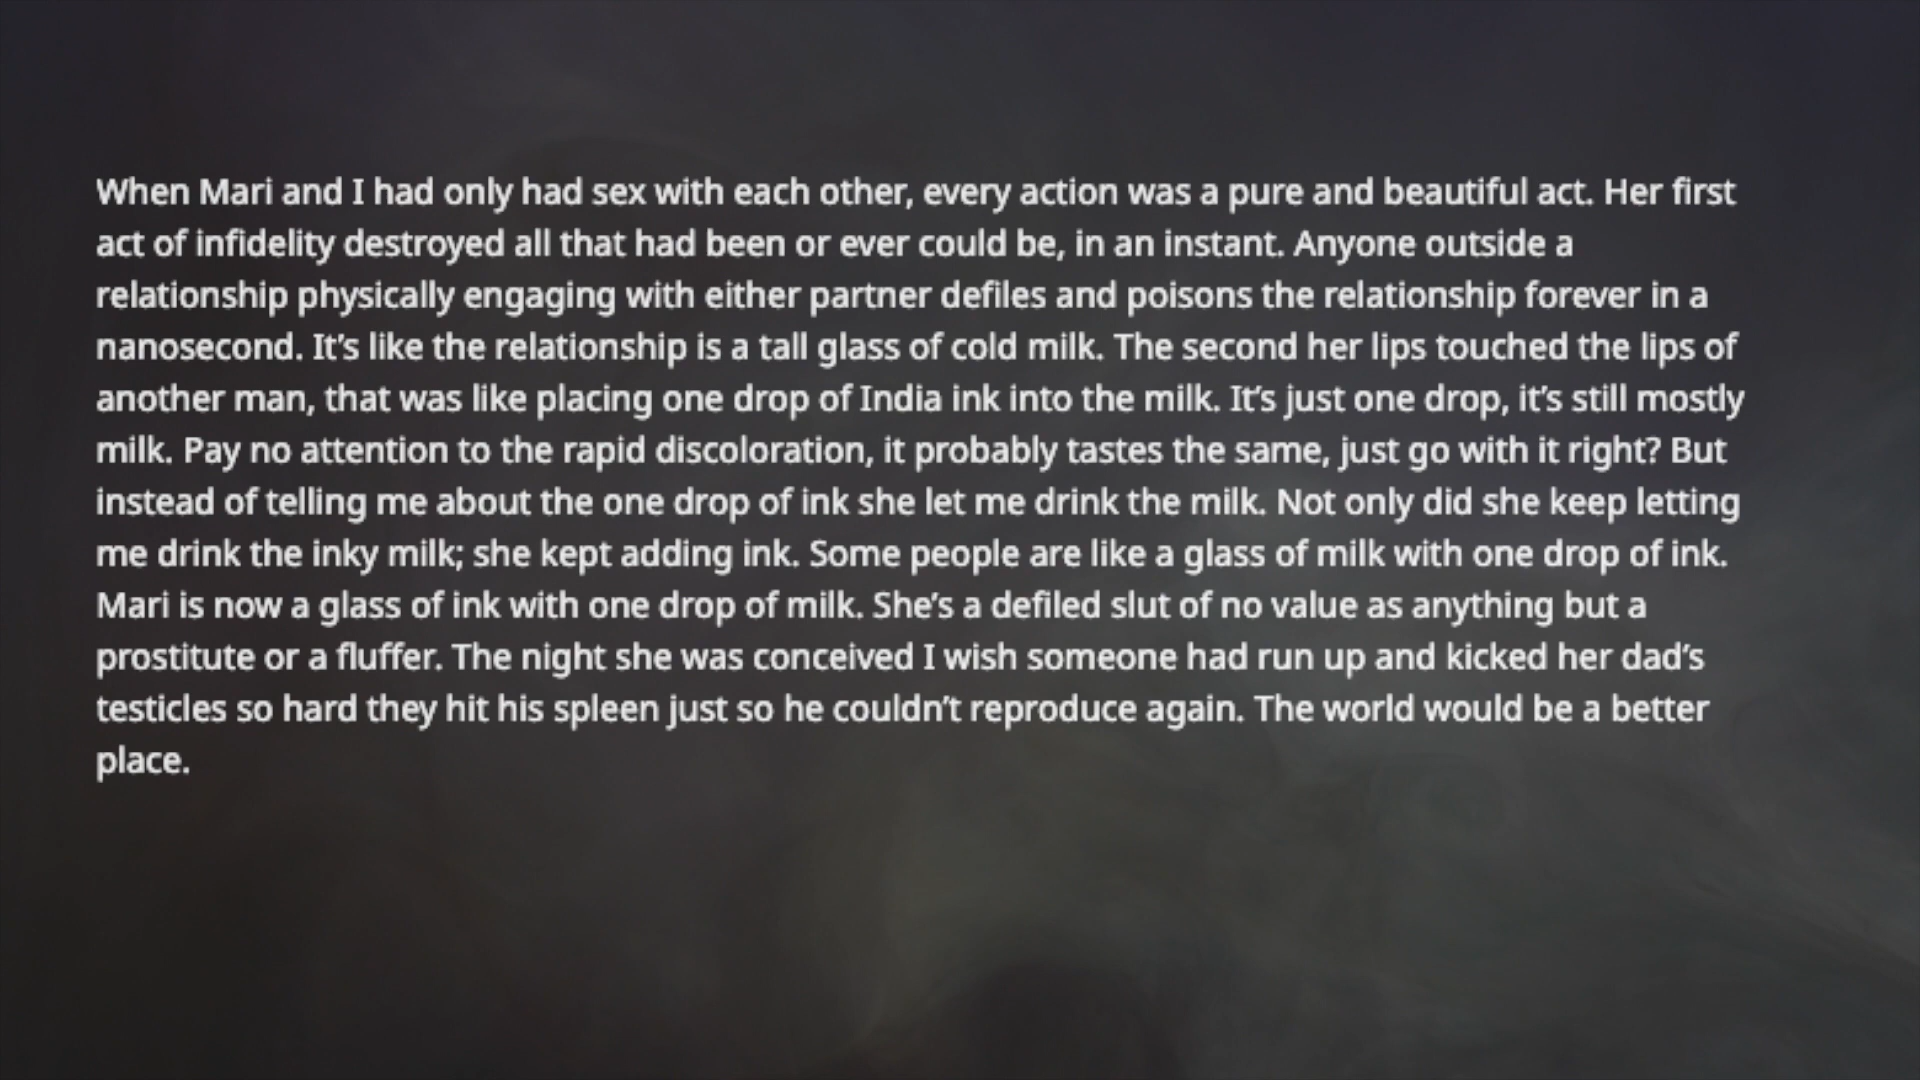 When Mari and I had only had sex with each other, every action was a pure and beautiful act. Her first
act of infidelity destroyed all that had been or ever could be, in an instant. Anyone outside a
relationship physically engaging with either partner defiles and poisons the relationship forever in a
nanosecond. It’s like the relationship is a tall glass of cold milk. The second her lips touched the lips of
another man, that was like placing one drop of India ink into the milk. It’s just one drop, it’s still mostly
milk. Pay no attention to the rapid discoloration, it probably tastes the same, just go with it right? But
instead of telling me about the one drop of ink she let me drink the milk. Not only did she keep letting
me drink the inky milk; she kept adding ink. Some people are like a glass of milk with one drop of ink.
Mari is now a glass of ink with one drop of milk. She’s a defiled slut of no value as anything but a
prostitute or a fluffer. The night she was conceived I wish someone had run up and kicked her dad’s
testicles so hard they hit his spleen just so he couldn’t reproduce again. The world would be a better
place.